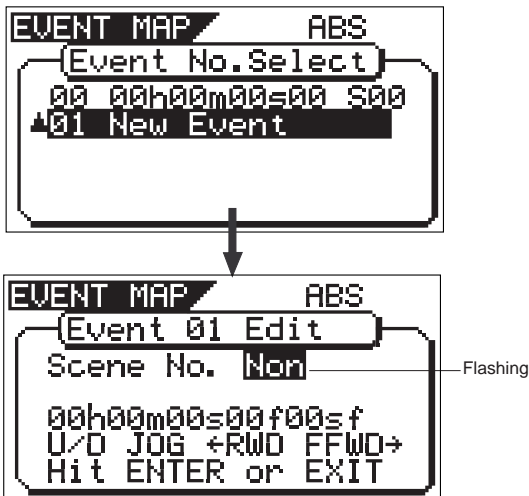 EVENT MAP ABS
Event No.Select
00 00h00m00s00 S00
01 New Event
EVENT MAP ABS
Event 01 Edit
Scene No. Non
Flashing
00h00m00s00f00sf
U/D JOG ←RWD FFWD→
Hit ENTER or EXIT